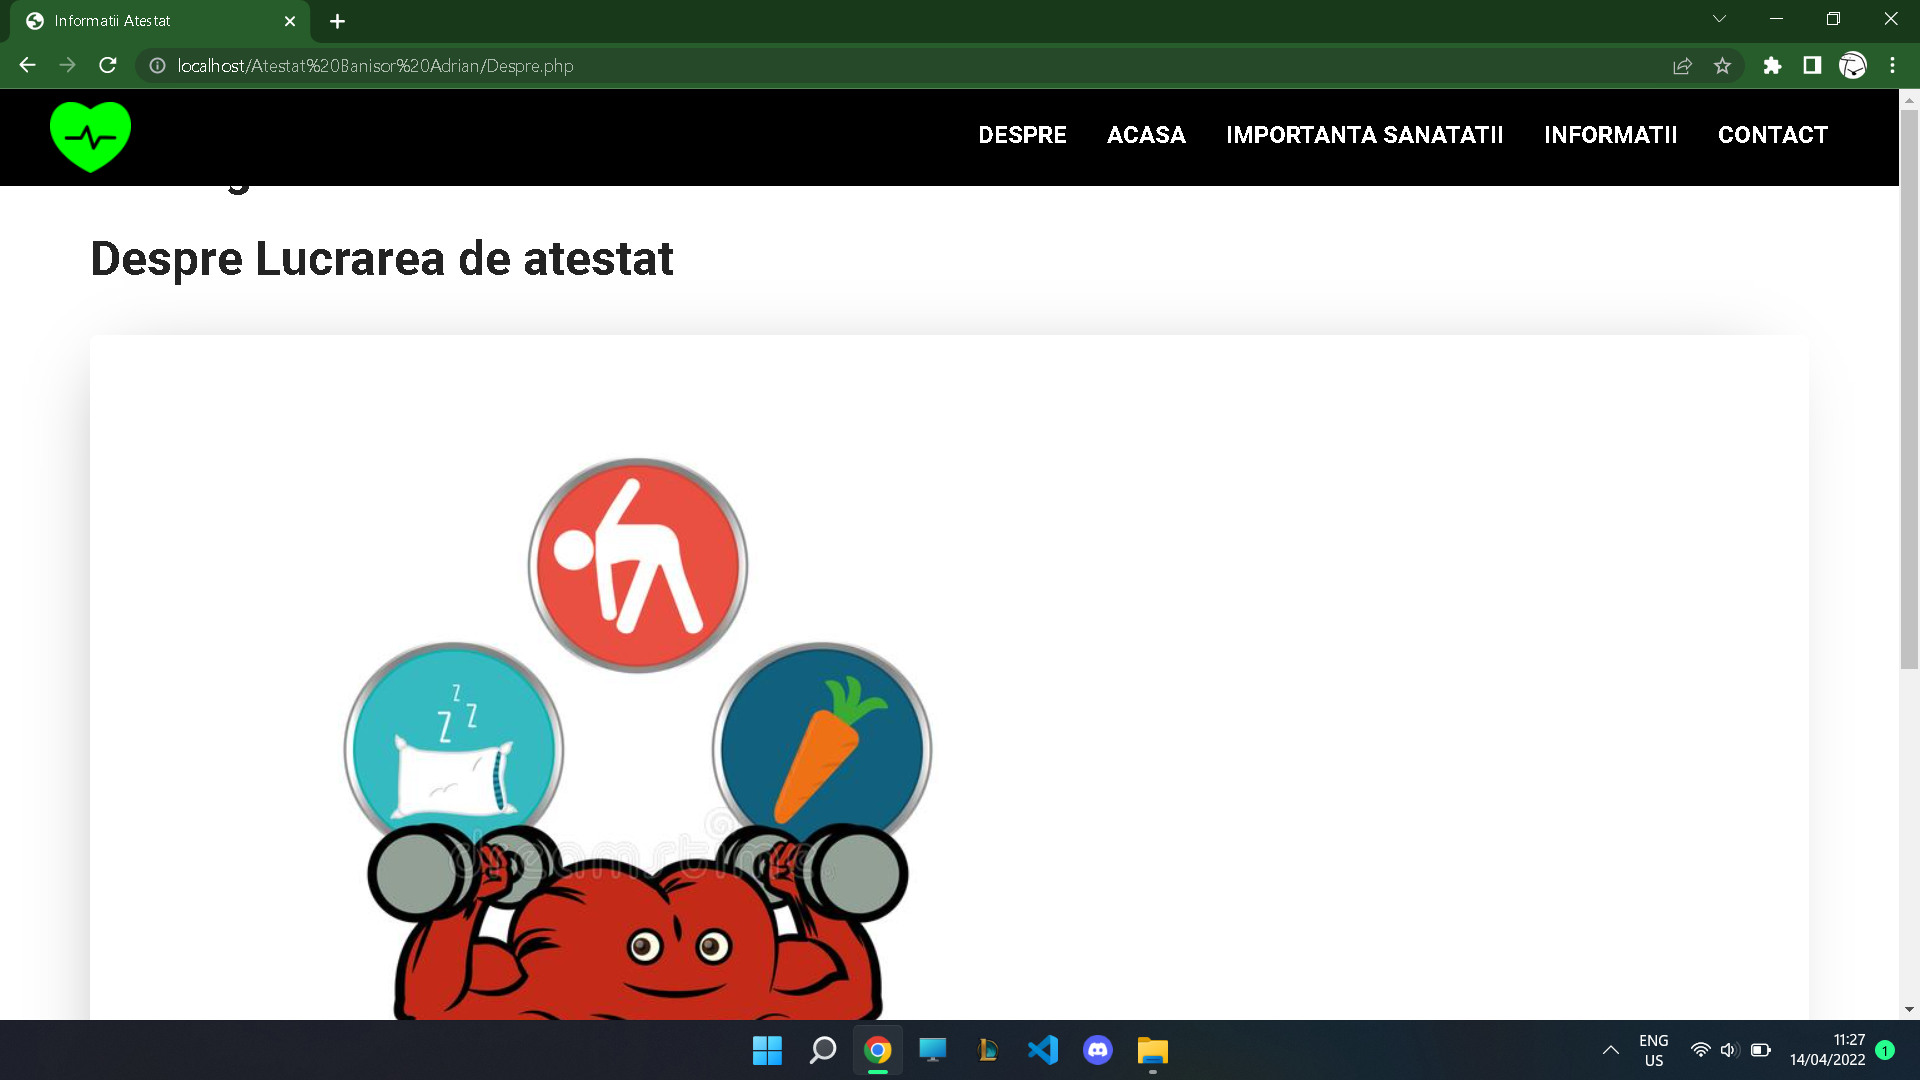 Informatii Atestat
localhost/Atestat%20Banisor%20Adrian/Despre.php
DESPRE ACASA IMPORTANTA SANATATII INFORMATII CONTACT
Despre Lucrarea de atestat
z
Z Z
dreamstime
ENG
US
11:27
14/04/2022
1